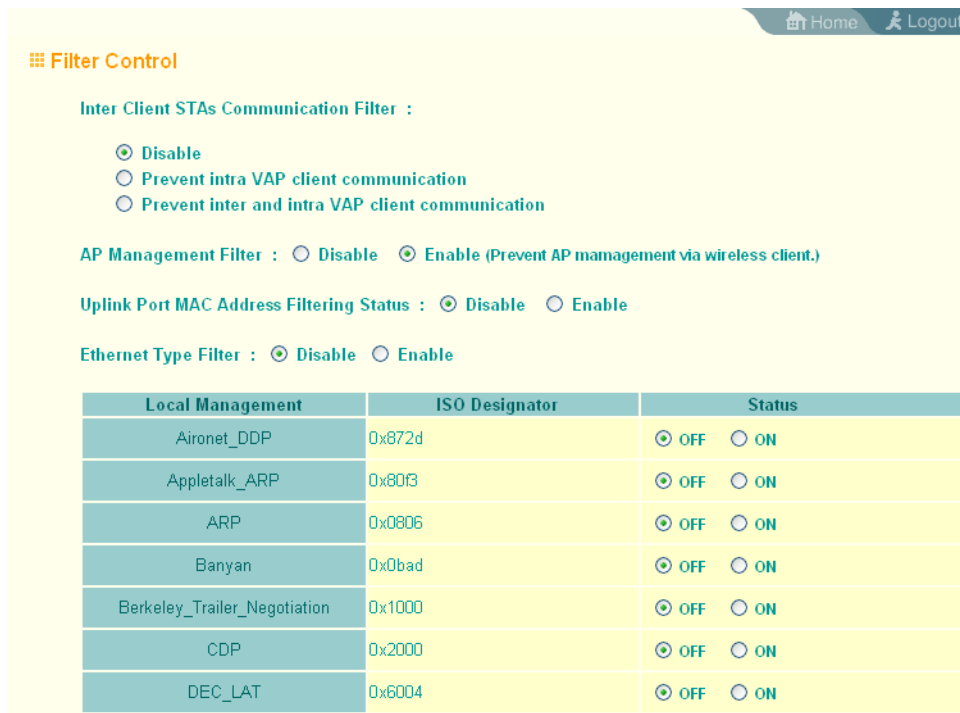 Home Logout
Filter Control
Inter Client STAs Communication Filter :
Disable
Prevent intra VAP client communication
Prevent inter and intra VAP client communication
AP Management Filter : Disable Enable (Prevent AP mamagement via wireless client.)
Uplink Port MAC Address Filtering Status : Disable Enable
Ethernet Type Filter : Disable Enable
Local Management ISO Designator Status
Aironet_DDP 0x872d OFF ON
Appletalk_ARP 0x80f3 OFF ON
ARP 0x0806 OFF ON
Banyan 0x0bad OFF ON
Berkeley_Trailer_Negotiation 0x1000 OFF ON
CDP 0x2000 OFF ON
DEC_LAT 0x6004 OFF ON